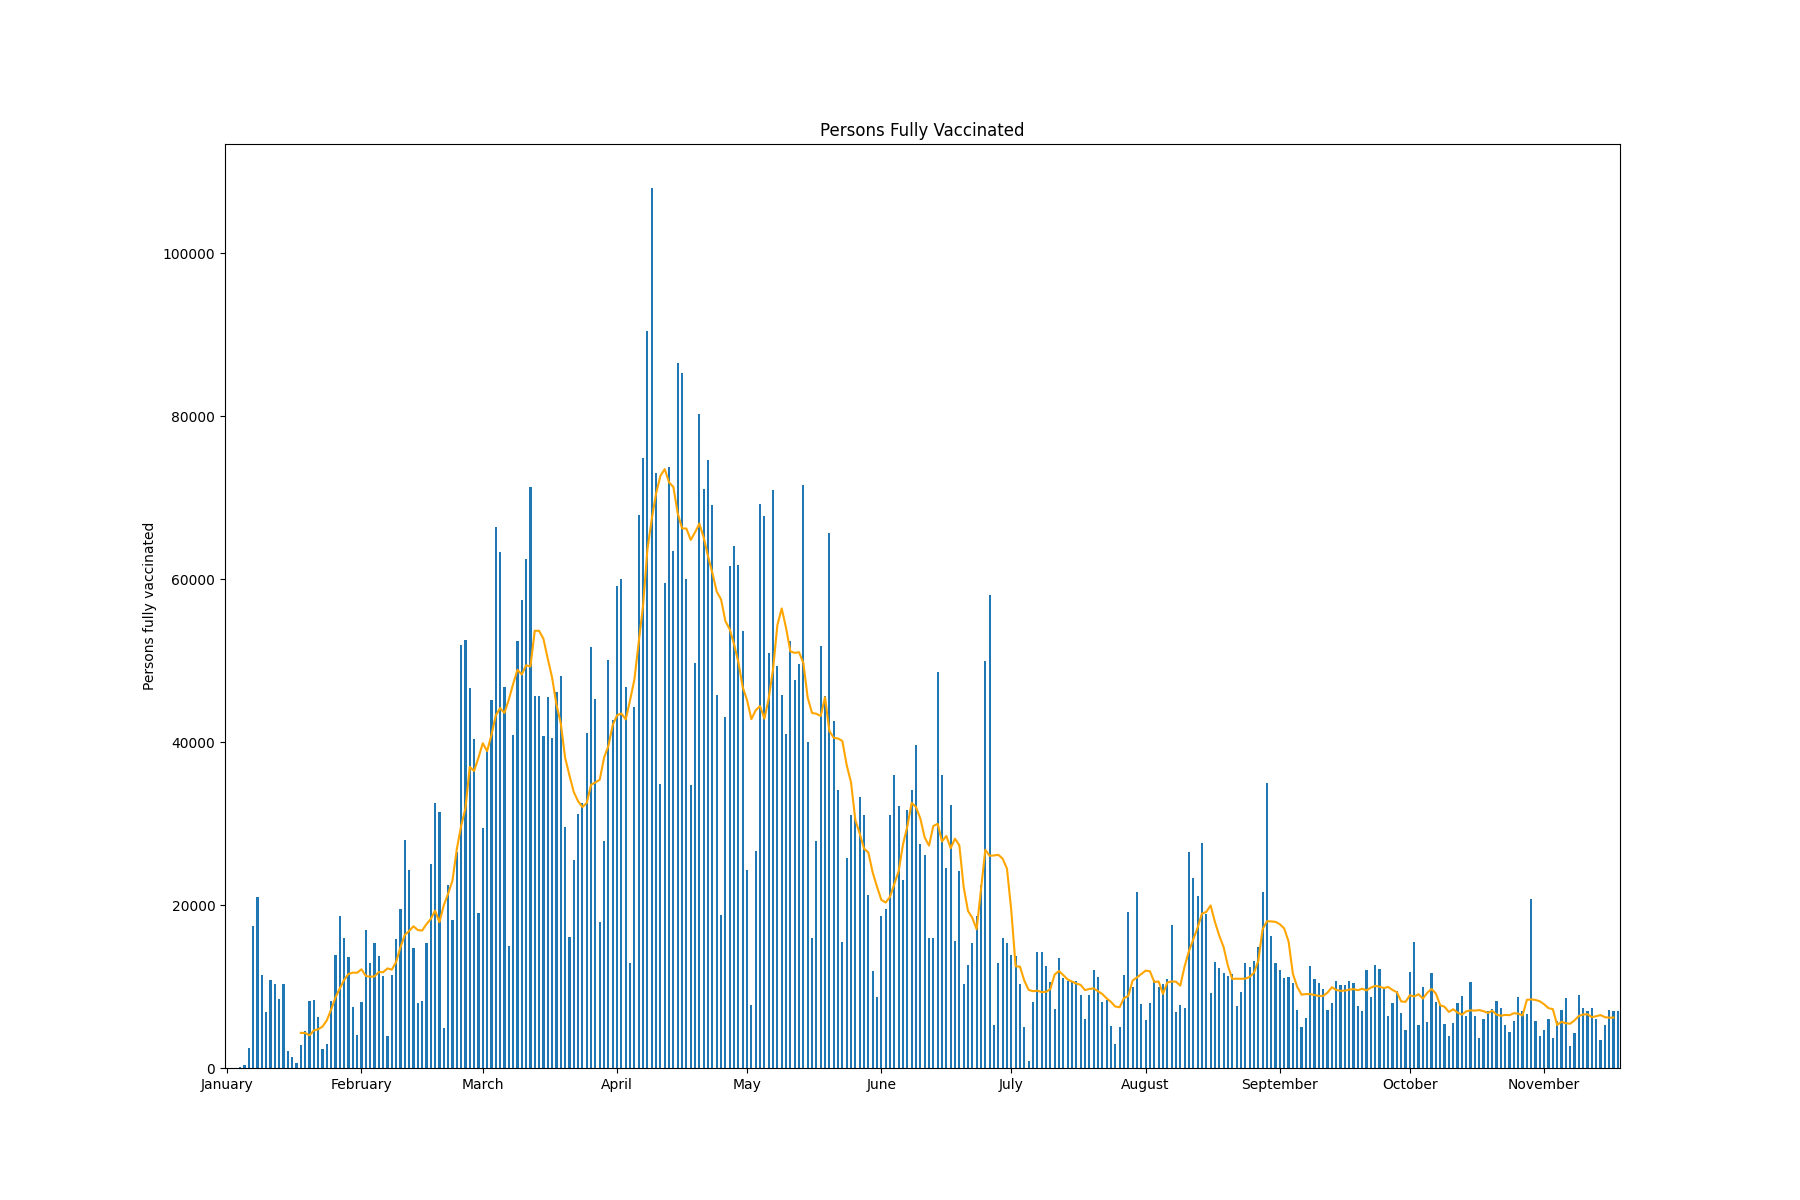 Persons Fully Vaccinated
Persons fully vaccinated
100000
80000
60000
40000
20000
0
January February March April May June July August September October November